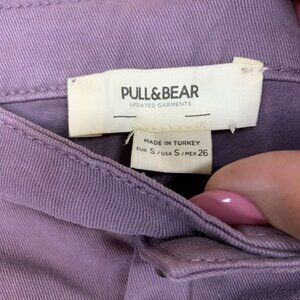 PULL&BEAR
UPDATED GARMENTS
MADE IN TURKEY
EUR S / USA S / MEX 26